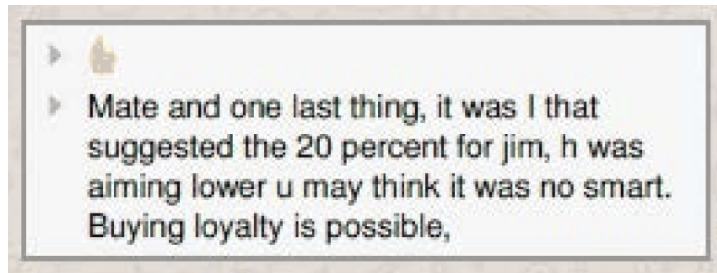 Mate and one last thing, it was I that
suggested the 20 percent for jim, h was
aiming lower u may think it was no smart.
Buying loyalty is possible,